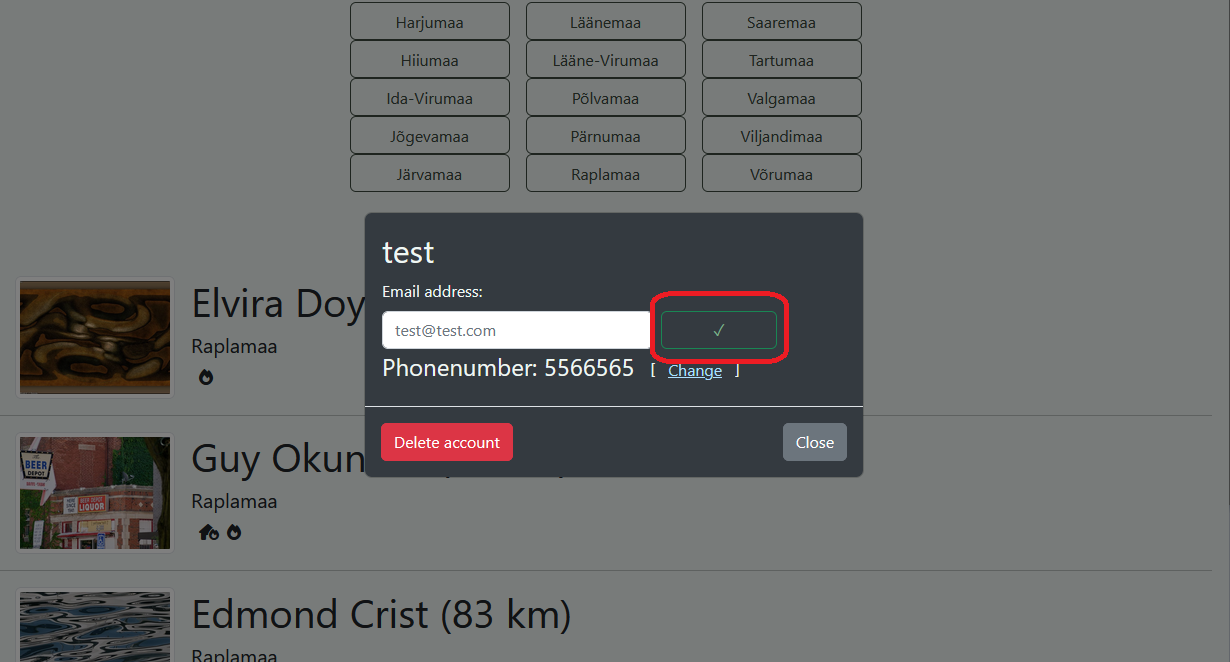 Harjumaa Läänemaa Saaremaa
Hiiumaa Lääne-Virumaa Tartumaa
Ida-Virumaa Põlvamaa Valgamaa
Jõgevamaa Pärnumaa Viljandimaa
Järvamaa Raplamaa Võrumaa
test
Email address:
test@test.com ✓
Phonenumber: 5566565 [ Change ]
Delete account Close
Elvira Doy
Raplamaa
BEER
DEPOT
LIQUOR
Guy Okun
Raplamaa
Edmond Crist (83 km)
Raplamaa